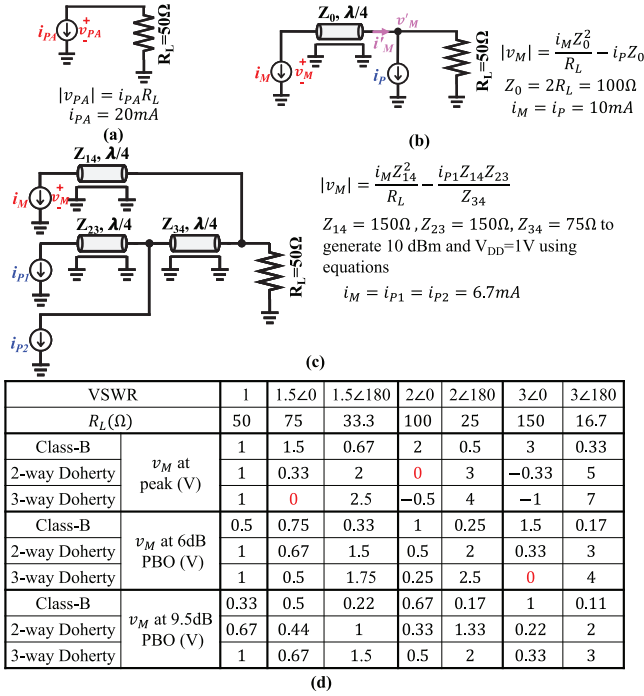 (a)
i_PA
+
v_PA
-
R_L=50Ω
|v_PA| = i_PA R_L
i_PA = 20mA
(a)
Z_0, λ/4
v'_M
i'_M
i_M
+
v_M
-
i_P
R_L=50Ω
(b)
|v_M| = i_M Z_0^2 / R_L − i_P Z_0
Z_0 = 2R_L = 100Ω
i_M = i_P = 10mA
Z_14, λ/4
i_M
+
v_M
-
Z_23, λ/4
Z_34, λ/4
i_P1
i_P2
R_L=50Ω
|v_M| = i_M Z_14^2 / R_L − i_P1 Z_14 Z_23 / Z_34
Z_14 = 150Ω , Z_23 = 150Ω, Z_34 = 75Ω to
generate 10 dBm and V_DD=1V using
equations
i_M = i_P1 = i_P2 = 6.7mA
(c)
VSWR 1 1.5∠0 1.5∠180 2∠0 2∠180 3∠0 3∠180
R_L(Ω) 50 75 33.3 100 25 150 16.7
Class-B v_M at peak (V) 1 1.5 0.67 2 0.5 3 0.33
2-way Doherty 1 0.33 2 0 3 −0.33 5
3-way Doherty 1 0 2.5 −0.5 4 −1 7
Class-B v_M at 6dB PBO (V) 0.5 0.75 0.33 1 0.25 1.5 0.17
2-way Doherty 1 0.67 1.5 0.5 2 0.33 3
3-way Doherty 1 0.5 1.75 0.25 2.5 0 4
Class-B v_M at 9.5dB PBO (V) 0.33 0.5 0.22 0.67 0.17 1 0.11
2-way Doherty 0.67 0.44 1 0.33 1.33 0.22 2
3-way Doherty 1 0.67 1.5 0.5 2 0.33 3
(d)